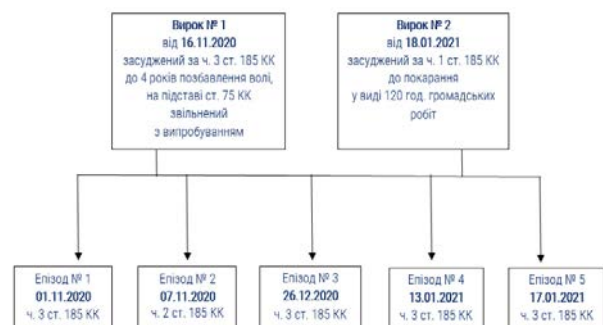 Вирок № 1
від 16.11.2020
засуджений за ч. 3 ст. 185 КК
до 4 років позбавлення волі,
на підставі ст. 75 КК
звільнений
з випробуванням
Вирок № 2
від 18.01.2021
засуджений за ч. 1 ст. 185 КК
до покарання
у виді 120 год. громадських
робіт
Епізод № 1
01.11.2020
ч. 3 ст. 185 КК
Епізод № 2
07.11.2020
ч. 2 ст. 185 КК
Епізод № 3
26.12.2020
ч. 3 ст. 185 КК
Епізод № 4
13.01.2021
ч. 3 ст. 185 КК
Епізод № 5
17.01.2021
ч. 3 ст. 185 КК